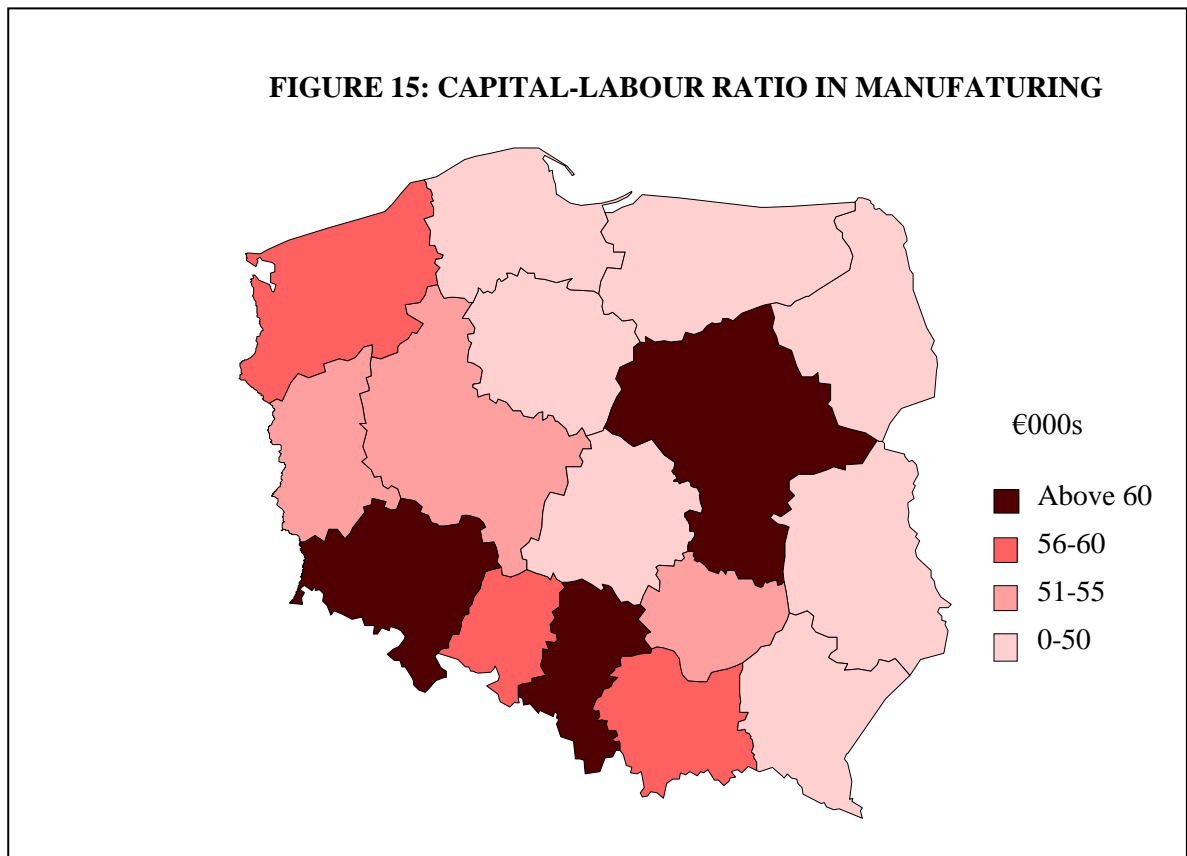 FIGURE 15: CAPITAL-LABOUR RATIO IN MANUFATURING
€000s
Above 60
56-60
51-55
0-50